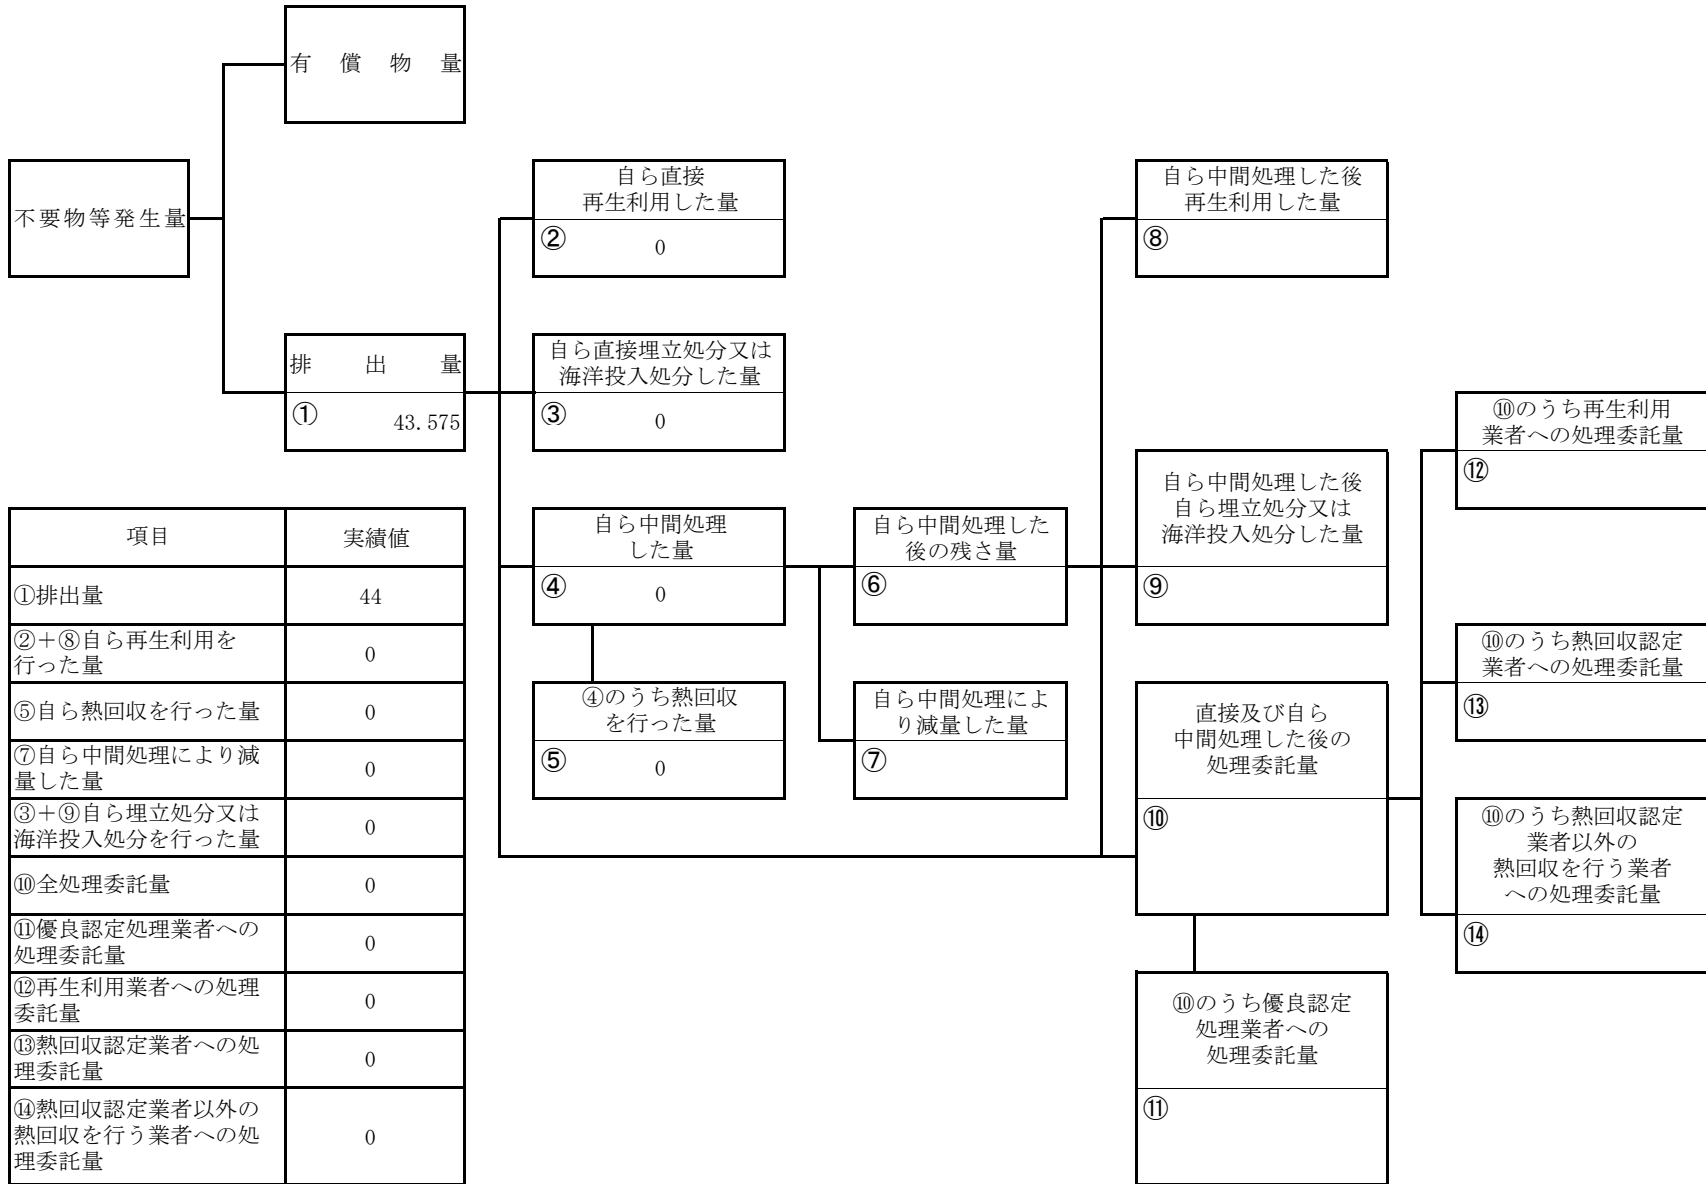 有償物量
不要物等発生量
自ら直接
再生利用した量
② 0
自ら中間処理した後
再生利用した量
⑧
排出量
① 43.575
自ら直接埋立処分又は
海洋投入処分した量
③ 0
⑩のうち再生利用
業者への処理委託量
⑫
自ら中間処理した後
自ら埋立処分又は
海洋投入処分した量
⑨
自ら中間処理
した量
④ 0
自ら中間処理した
後の残さ量
⑥
⑩のうち熱回収認定
業者への処理委託量
⑬
④のうち熱回収
を行った量
⑤ 0
自ら中間処理によ
り減量した量
⑦
直接及び自ら
中間処理した後の
処理委託量
⑩
⑩のうち熱回収認定
業者以外の
熱回収を行う業者
への処理委託量
⑭
⑩のうち優良認定
処理業者への
処理委託量
⑪
項目 実績値
①排出量 44
②+⑧自ら再生利用を
行った量 0
⑤自ら熱回収を行った量 0
⑦自ら中間処理により減
量した量 0
③+⑨自ら埋立処分又は
海洋投入処分を行った量 0
⑩全処理委託量 0
⑪優良認定処理業者への
処理委託量 0
⑫再生利用業者への処理
委託量 0
⑬熱回収認定業者への処
理委託量 0
⑭熱回収認定業者以外の
熱回収を行う業者への処
理委託量 0